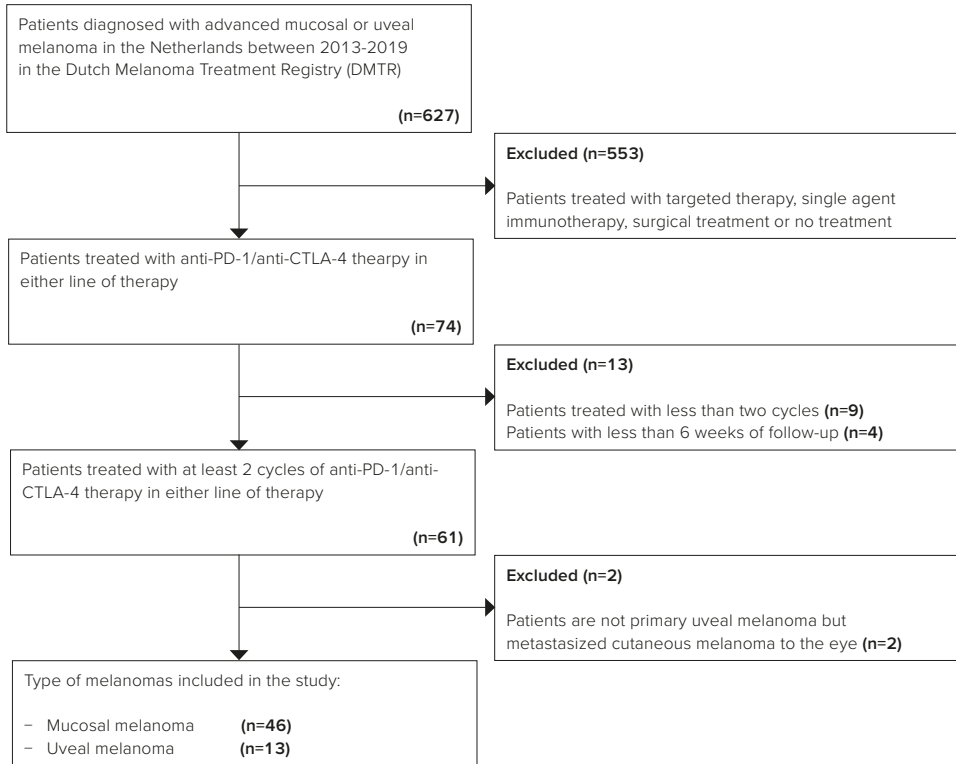 Patients diagnosed with advanced mucosal or uveal
melanoma in the Netherlands between 2013-2019
in the Dutch Melanoma Treatment Registry (DMTR)
(n=627)
Excluded (n=553)
Patients treated with targeted therapy, single agent
immunotherapy, surgical treatment or no treatment
Patients treated with anti-PD-1/anti-CTLA-4 thearpy in
either line of therapy
(n=74)
Excluded (n=13)
Patients treated with less than two cycles (n=9)
Patients with less than 6 weeks of follow-up (n=4)
Patients treated with at least 2 cycles of anti-PD-1/anti-
CTLA-4 therapy in either line of therapy
(n=61)
Excluded (n=2)
Patients are not primary uveal melanoma but
metastasized cutaneous melanoma to the eye (n=2)
Type of melanomas included in the study:
– Mucosal melanoma (n=46)
– Uveal melanoma (n=13)